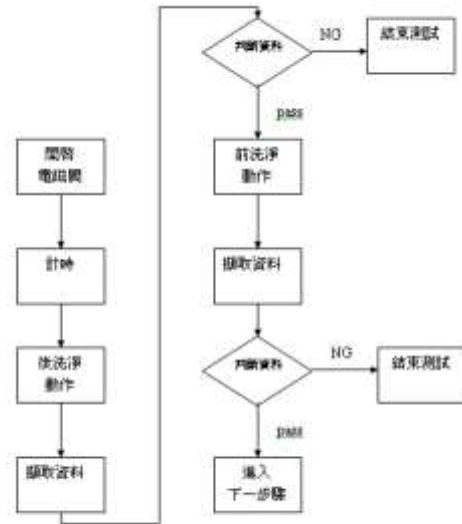 開啓
電磁閥
計時
後洗淨
動作
擷取資料
判斷資料
NG
結束測試
pass
前洗淨
動作
擷取資料
判斷資料
NG
結束測試
pass
進入
下一步驟